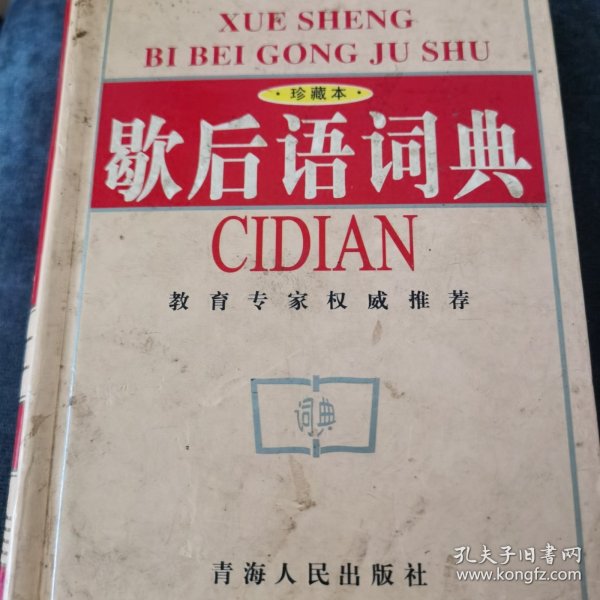 XUE SHENG
BI BEI GONG JU SHU
·珍藏本·
歇后语词典
CIDIAN
教育专家权威推荐
词典
青海人民出版社
孔夫子旧书网
www.kongfz.com